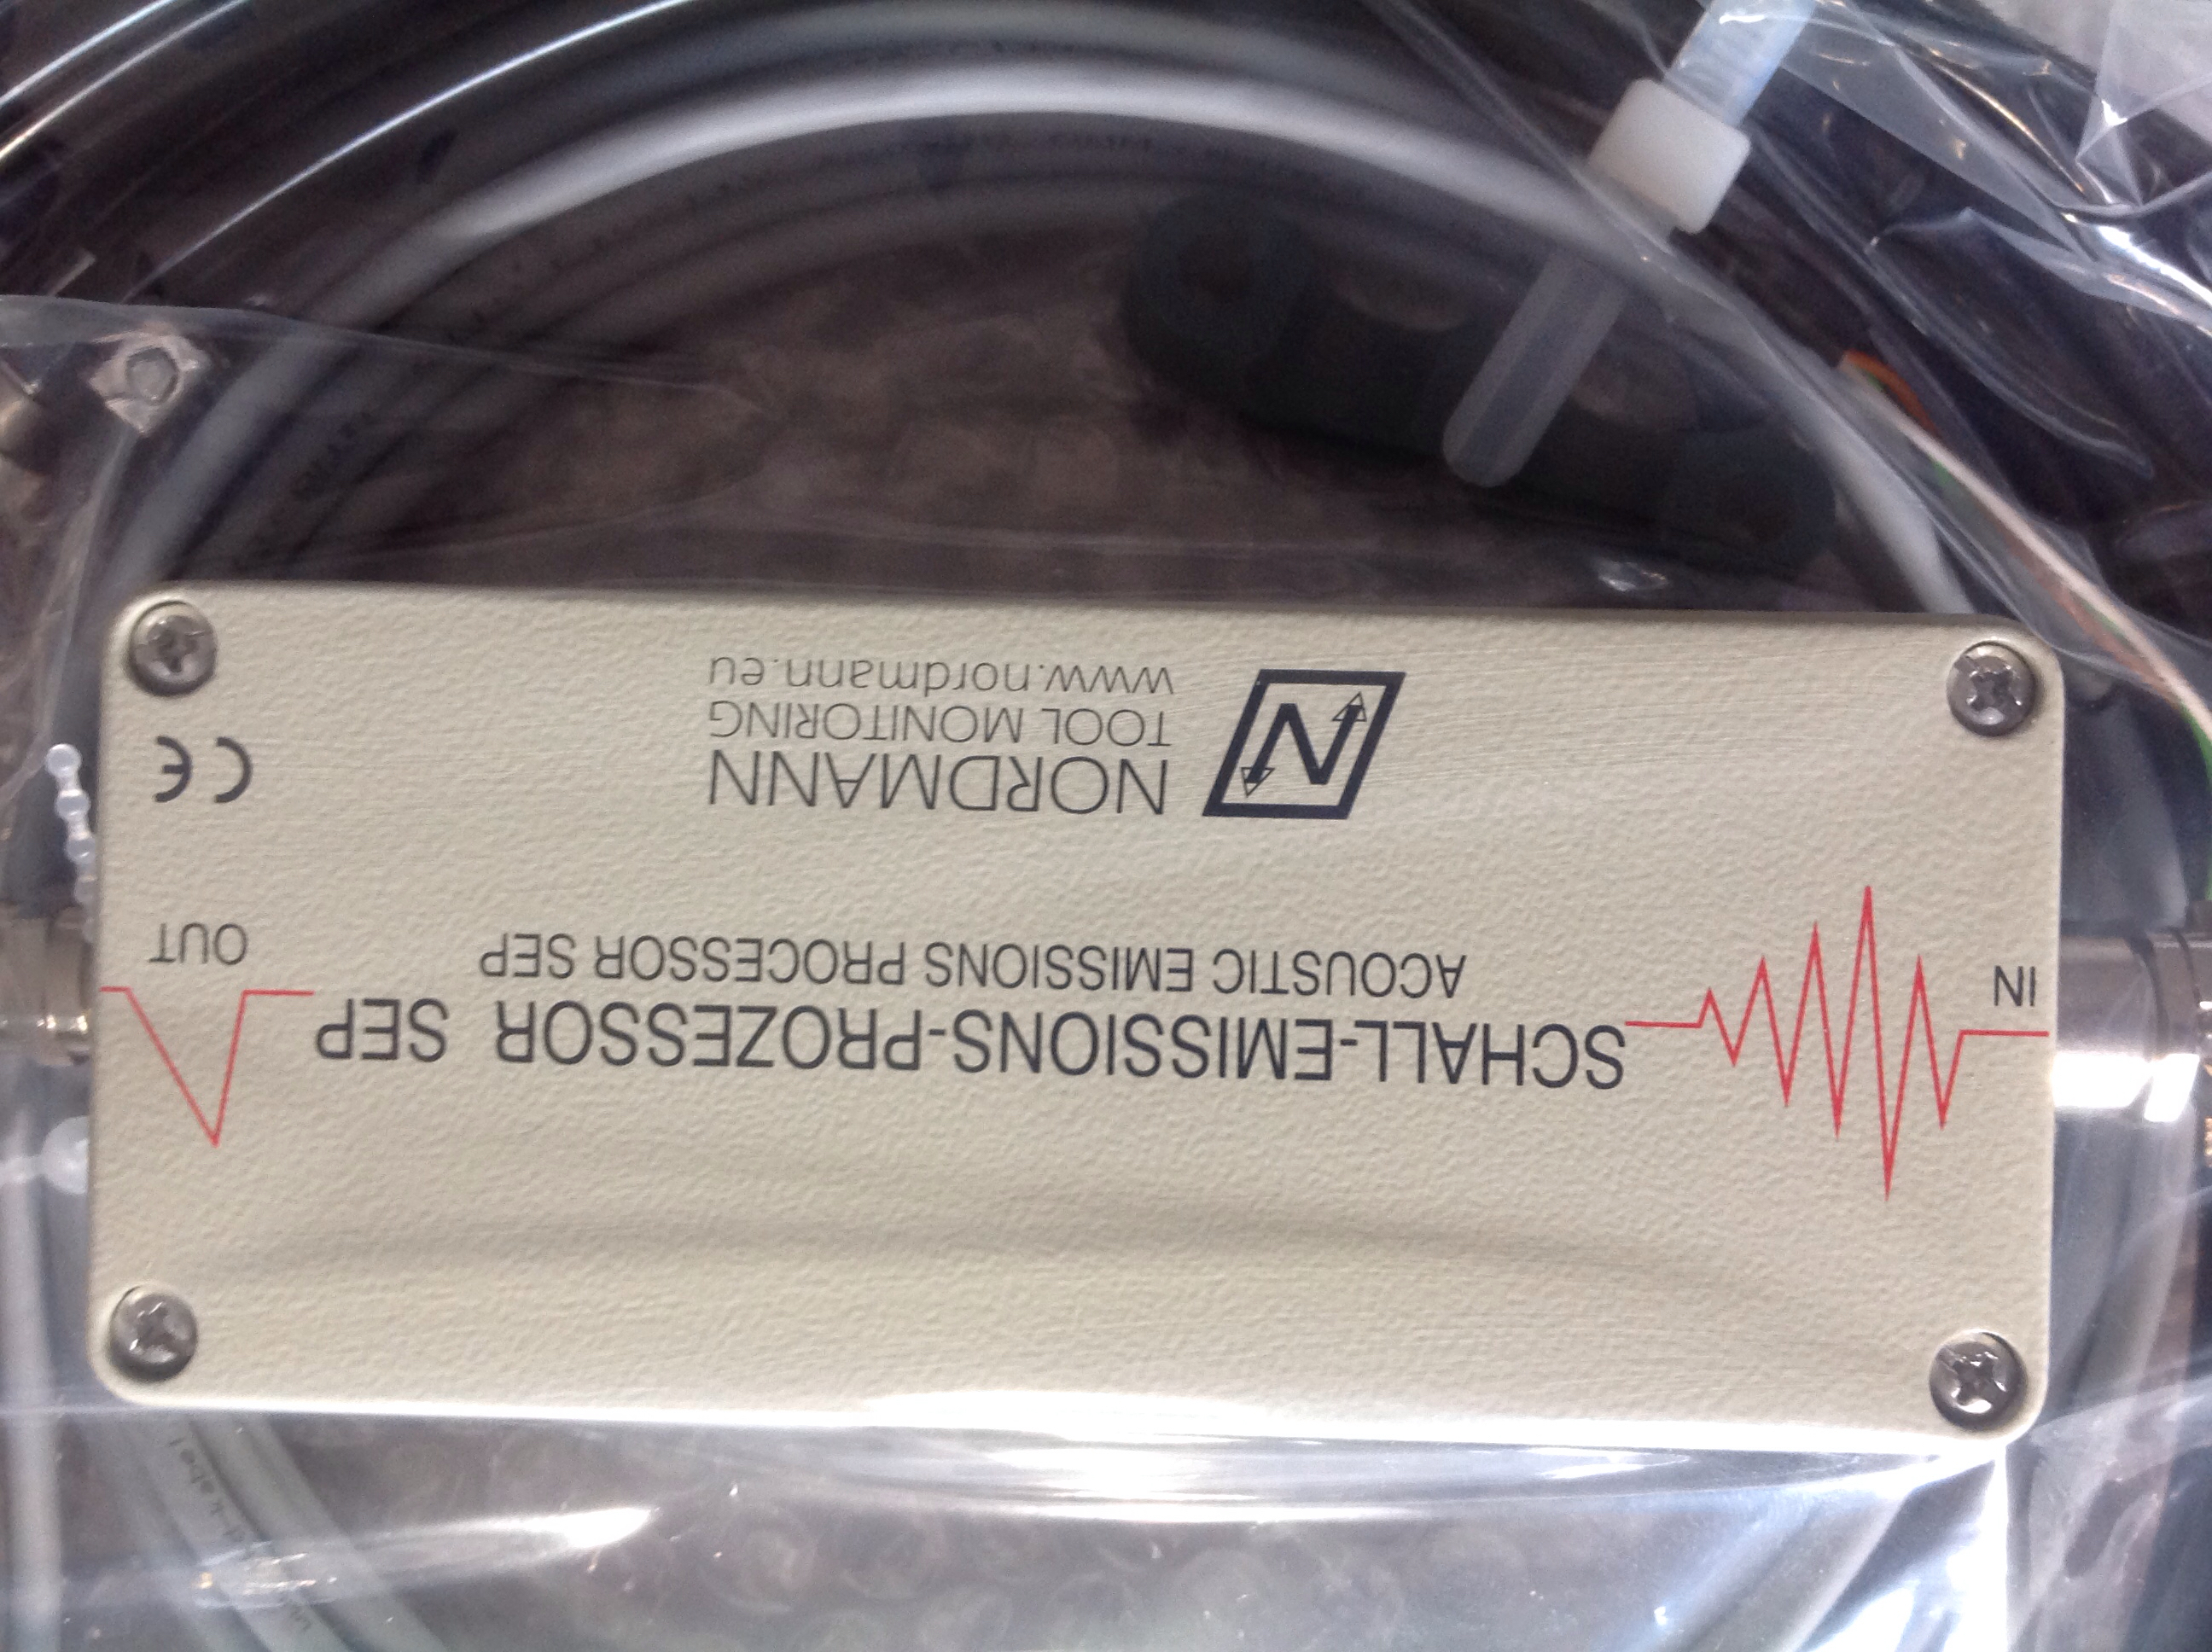 IN
SCHALL-EMISSIONS-PROZESSOR SEP
ACOUSTIC EMISSIONS PROCESSOR SEP
OUT
N
NORDMANN
TOOL MONITORING
www.nordmann.eu
CE